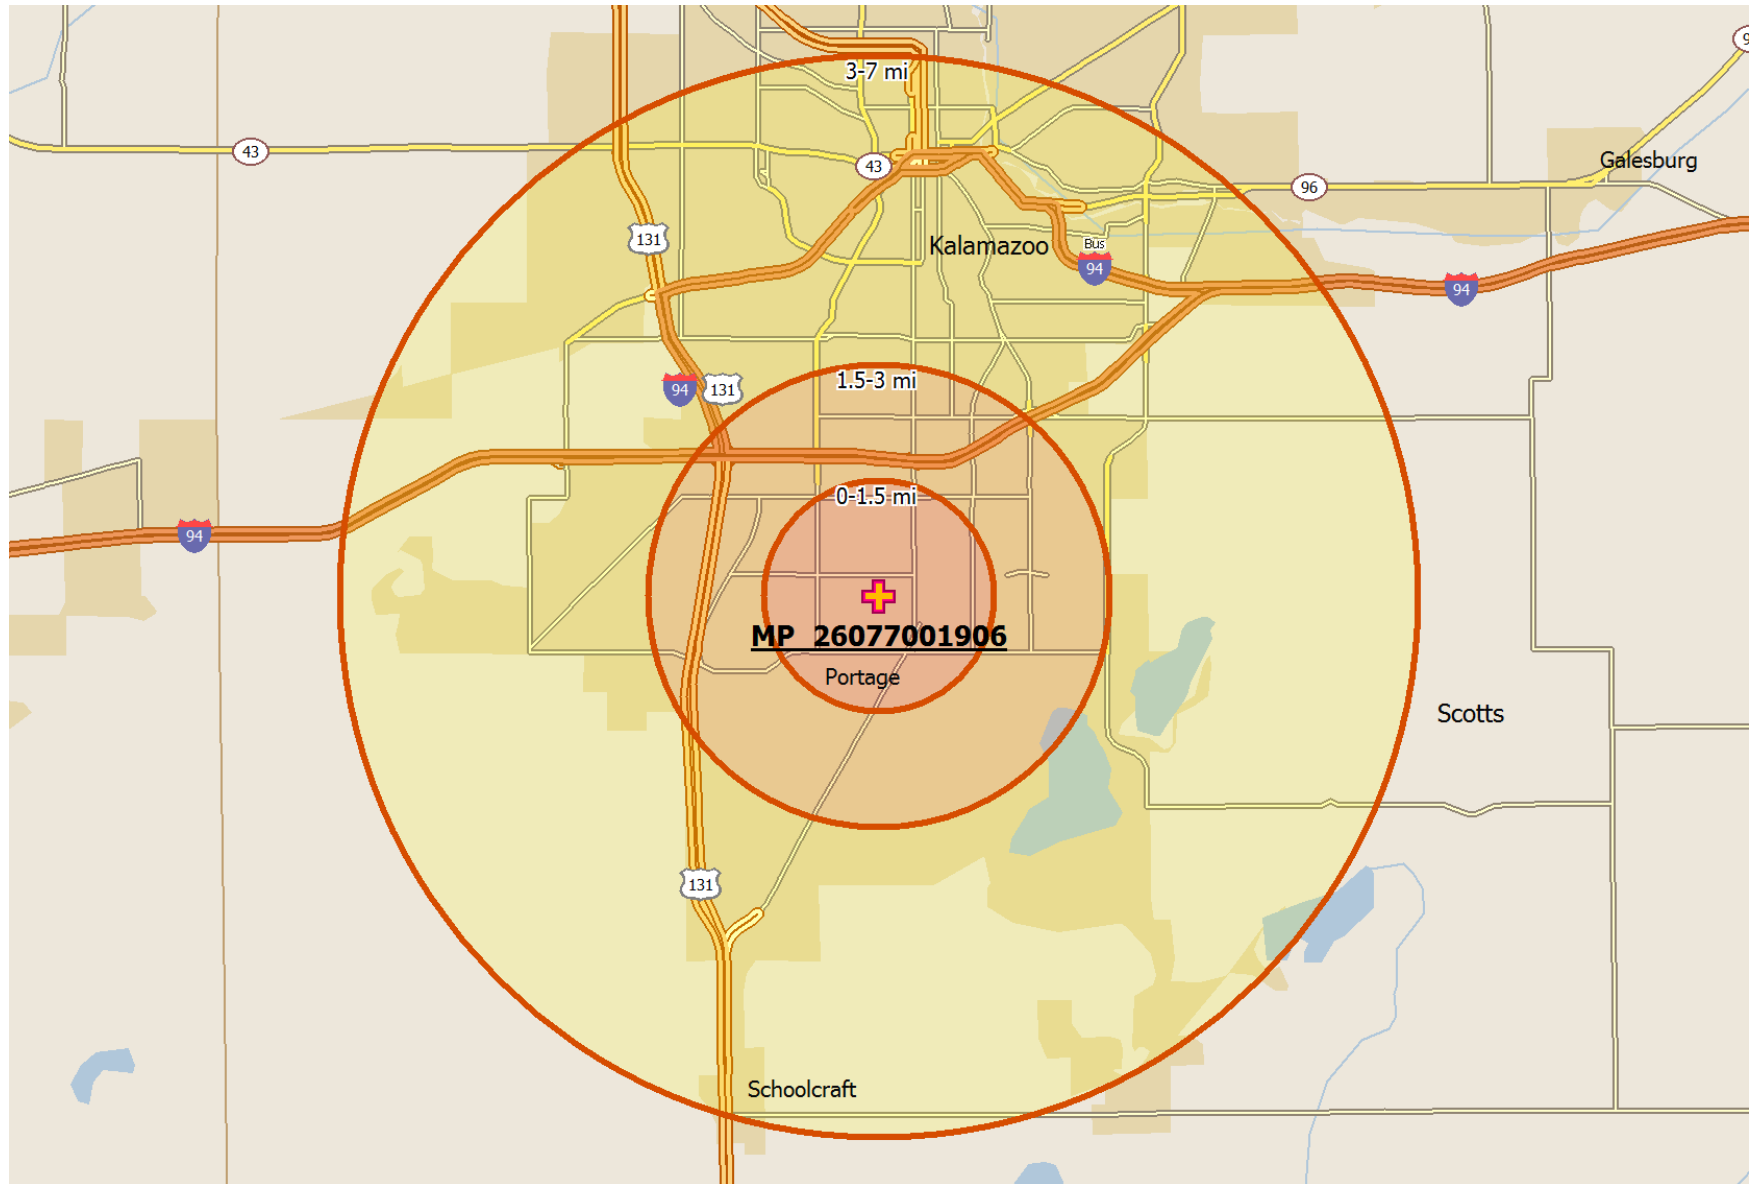 3-7 mi
9
43
43
Galesburg
96
131
Kalamazoo
Bus
94
94
1.5-3 mi
94
131
0-1.5 mi
94
MP 26077001906
Portage
Scotts
131
Schoolcraft